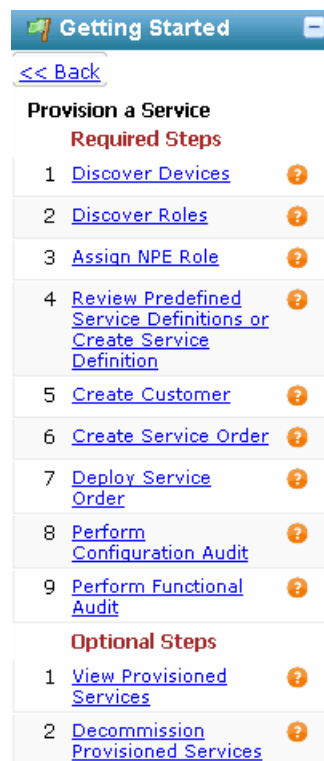 Getting Started
<< Back
Provision a Service
Required Steps
1 Discover Devices
2 Discover Roles
3 Assign NPE Role
4 Review Predefined
Service Definitions or
Create Service
Definition
5 Create Customer
6 Create Service Order
7 Deploy Service
Order
8 Perform
Configuration Audit
9 Perform Functional
Audit
Optional Steps
1 View Provisioned
Services
2 Decommission
Provisioned Services